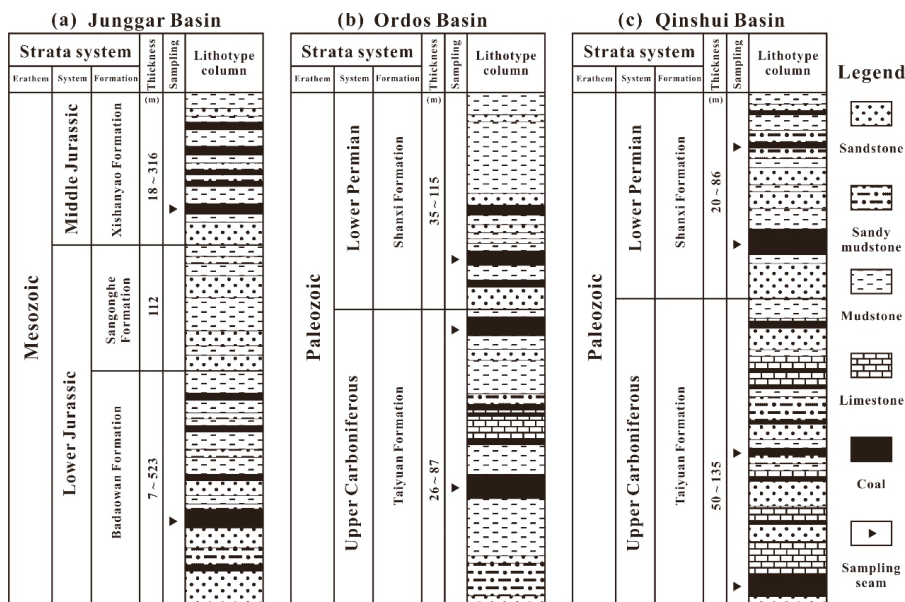 (a) Junggar Basin
Strata system
Erathem
System
Formation
Thickness
(m)
Sampling
Lithotype
column
Mesozoic
Middle Jurassic
Xishanyao Formation
18 ~ 316
Lower Jurassic
Sangonghe
Formation
112
Badaowan Formation
7 ~ 523
(b) Ordos Basin
Strata system
Erathem
System
Formation
Thickness
(m)
Sampling
Lithotype
column
Paleozoic
Lower Permian
Shanxi Formation
35 ~ 115
Upper Carboniferous
Taiyuan Formation
26 ~ 87
(c) Qinshui Basin
Strata system
Erathem
System
Formation
Thickness
(m)
Sampling
Lithotype
column
Paleozoic
Lower Permian
Shanxi Formation
20 ~ 86
Upper Carboniferous
Taiyuan Formation
50 ~ 135
Legend
Sandstone
Sandy
mudstone
Mudstone
Limestone
Coal
Sampling
seam